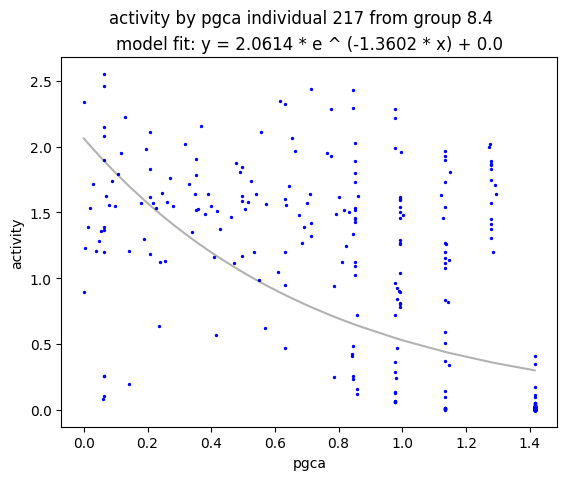 activity by pgca individual 217 from group 8.4
model fit: y = 2.0614 * e ^ (-1.3602 * x) + 0.0
2.5
2.0
1.5
1.0
0.5
0.0
activity
0.0 0.2 0.4 0.6 0.8 1.0 1.2 1.4
pgca